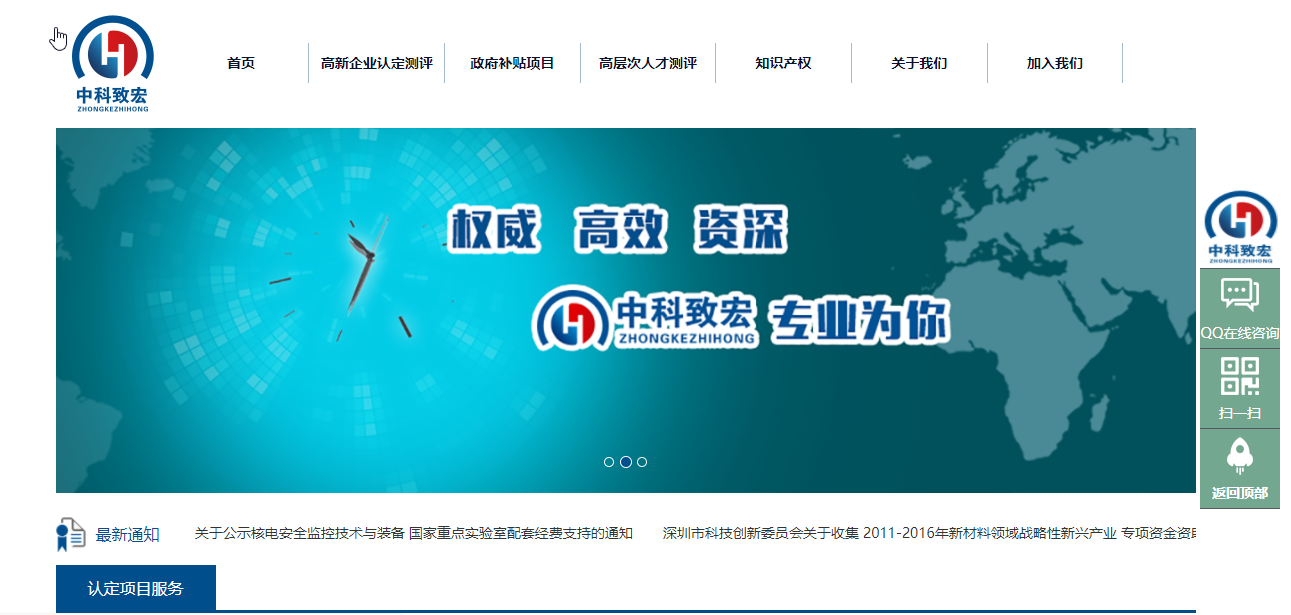 中科致宏
ZHONGKEZHIHONG
首页
高新企业认定测评
政府补贴项目
高层次人才测评
知识产权
关于我们
加入我们
权威 高效 资深
中科致宏 专业为你
ZHONGKEZHIHONG
中科致宏
ZHONGKEZHIHONG
QQ在线咨询
扫一扫
返回顶部
最新通知
关于公示核电安全监控技术与装备 国家重点实验室配套经费支持的通知
深圳市科技创新委员会关于收集 2011-2016年新材料领域战略性新兴产业 专项资金资助
认定项目服务